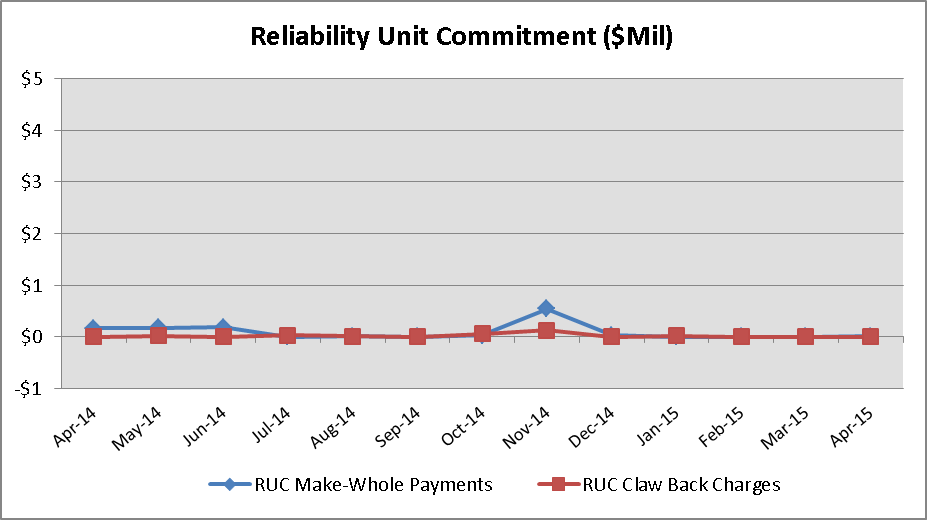 Reliability Unit Commitment ($Mil)
$5
$4
$3
$2
$1
$0
-$1
Apr-14
May-14
Jun-14
Jul-14
Aug-14
Sep-14
Oct-14
Nov-14
Dec-14
Jan-15
Feb-15
Mar-15
Apr-15
RUC Make-Whole Payments
RUC Claw Back Charges